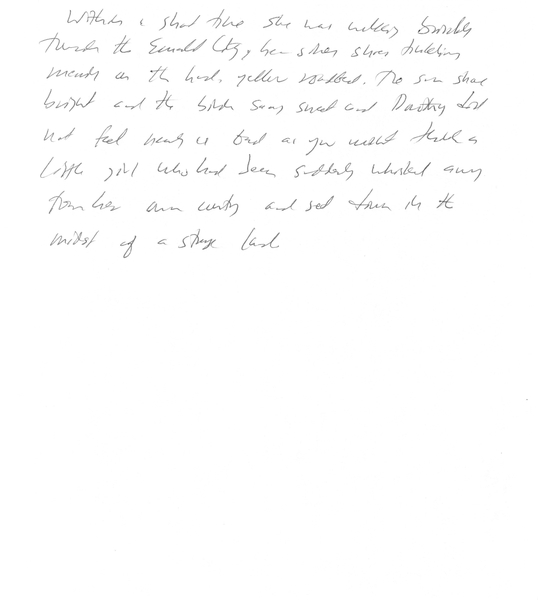 Within a short time she was walking briskly
towards the Emerald City, her silver shoes tinkling
merrily on the hard, yellow roadbed. The sun shone
bright and the birds sang sweet and Dorothy did
not feel nearly as bad as you might think a
little girl who had been suddenly whisked away
from her own country and set down in the
midst of a strange land